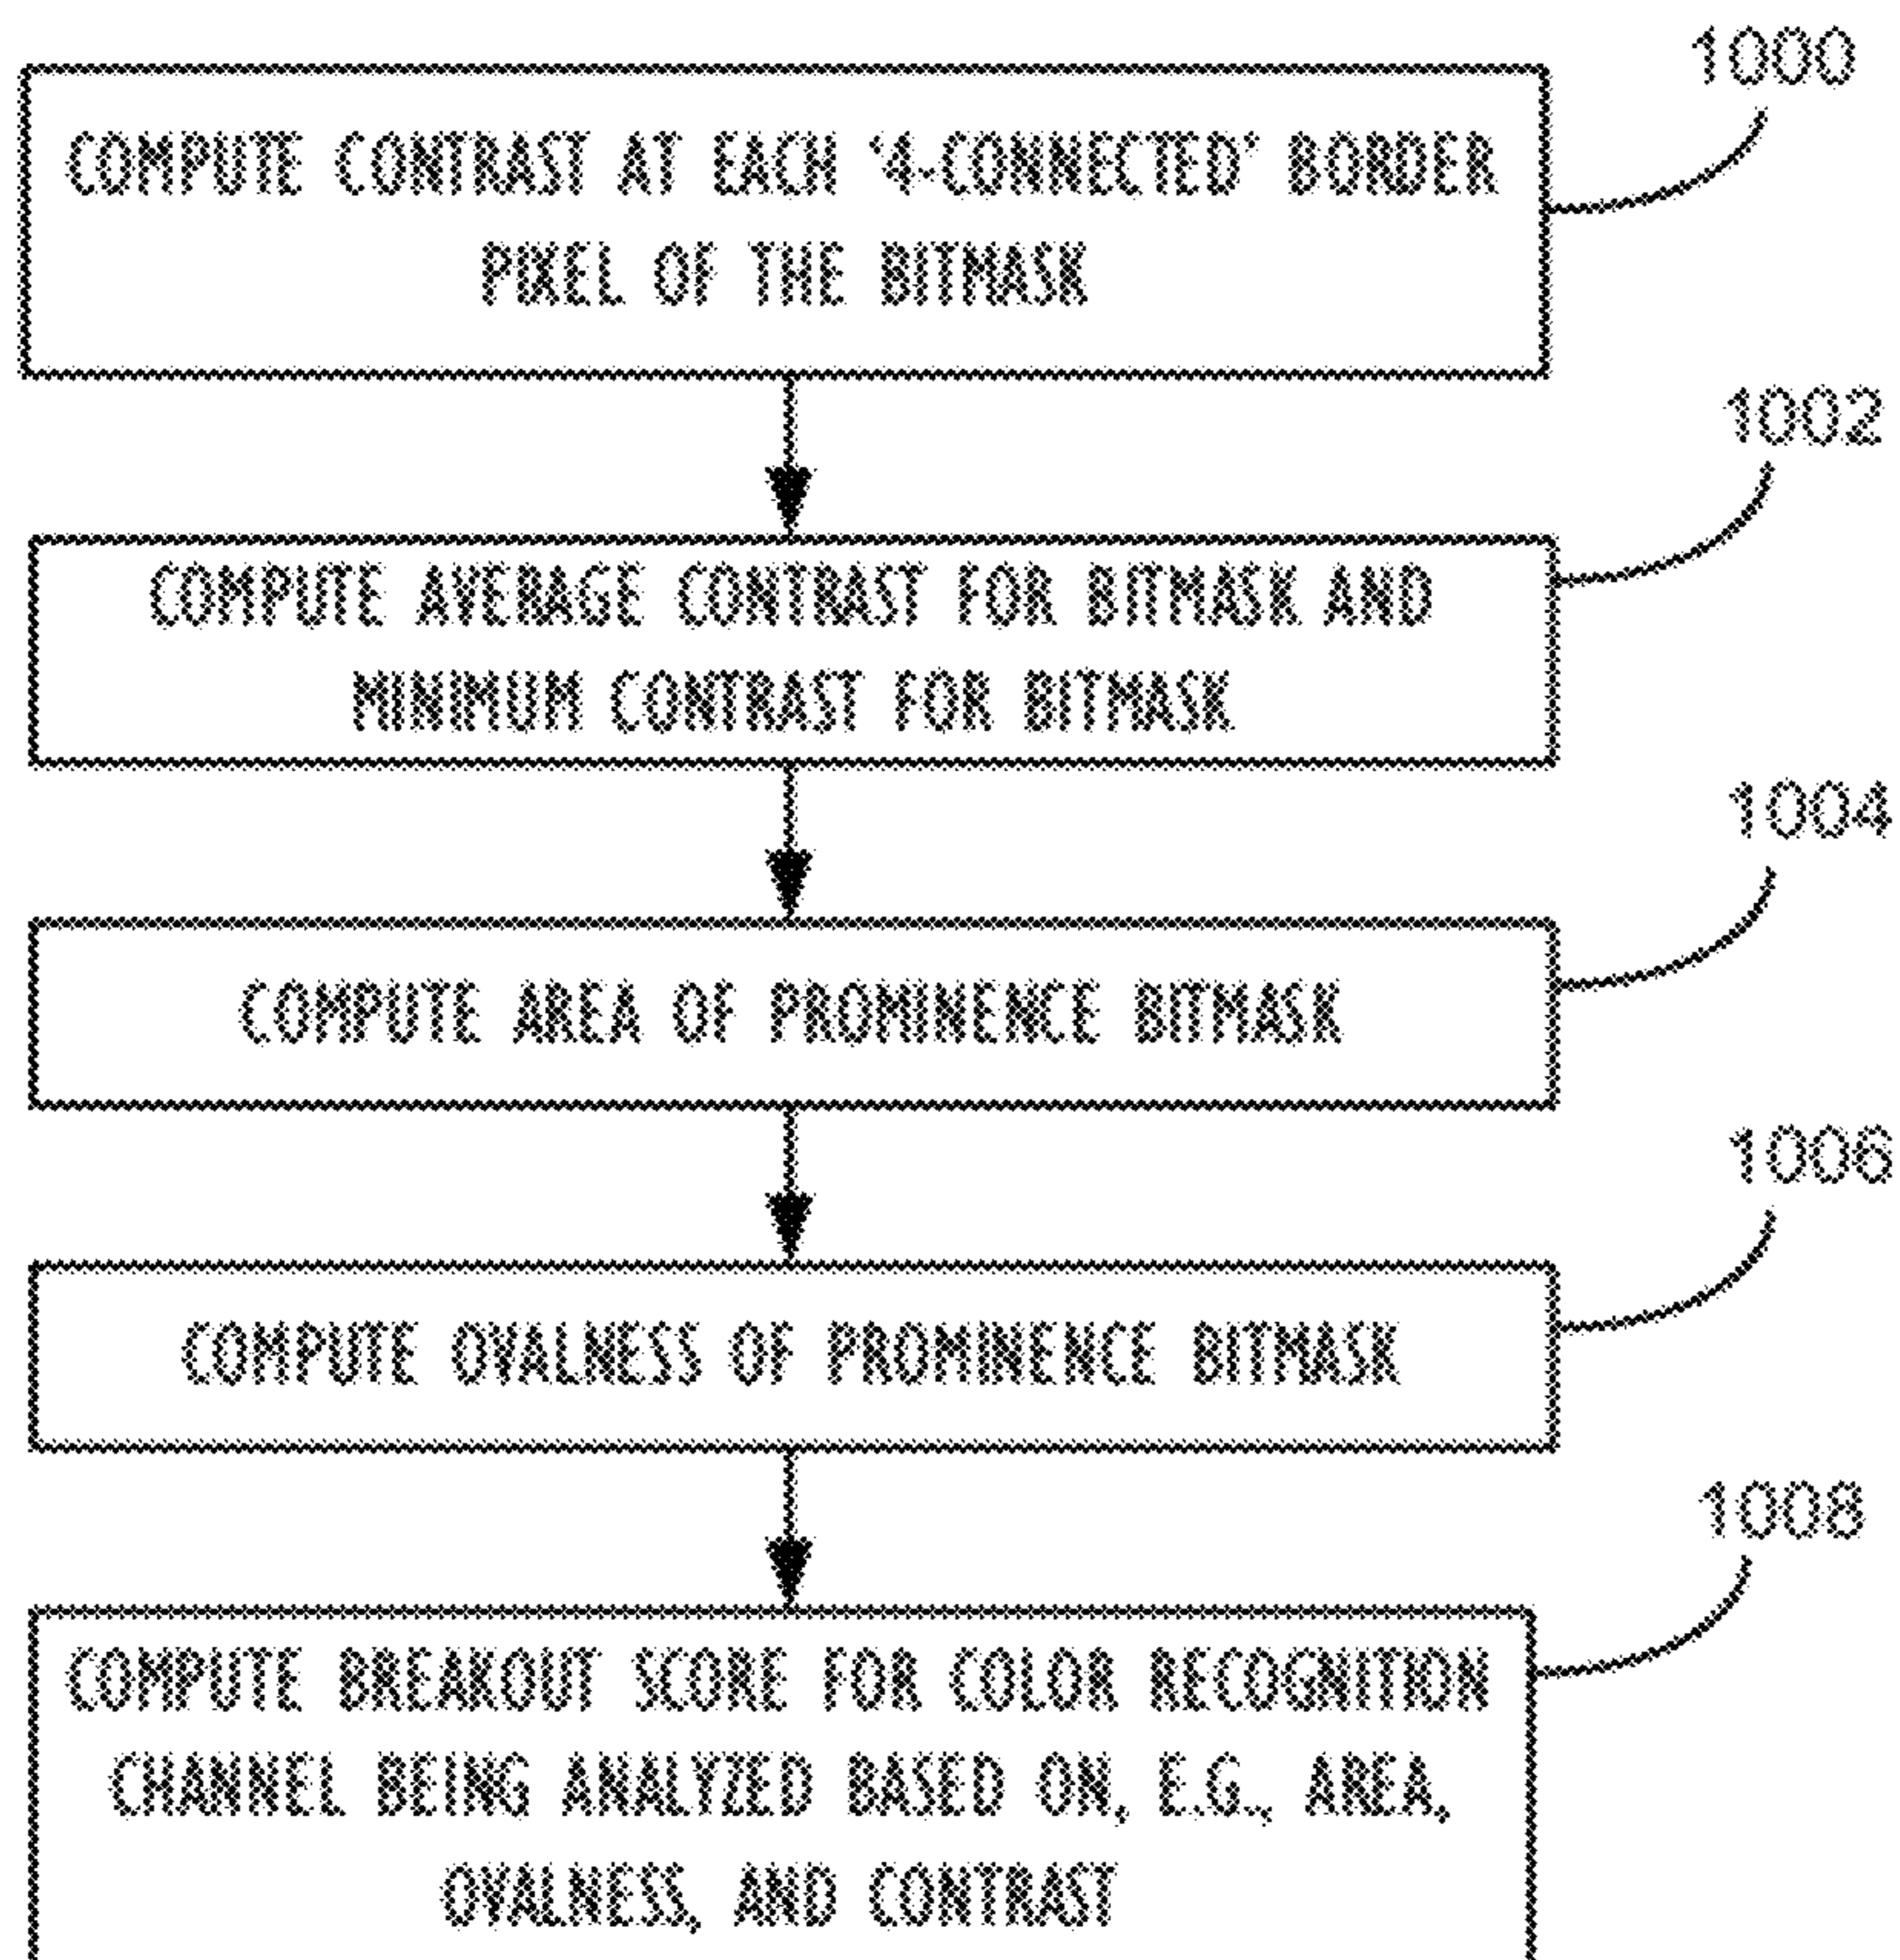 1000
COMPUTE CONTRAST AT EACH '4-CONNECTED' BORDER
PIXEL OF THE BITMASK
1002
COMPUTE AVERAGE CONTRAST FOR BITMASK AND
MINIMUM CONTRAST FOR BITMASK
1004
COMPUTE AREA OF PROMINENCE BITMASK
1006
COMPUTE OVALNESS OF PROMINENCE BITMASK
1008
COMPUTE BREAKOUT SCORE FOR COLOR RECOGNITION
CHANNEL BEING ANALYZED BASED ON, E.G., AREA,
OVALNESS, AND CONTRAST